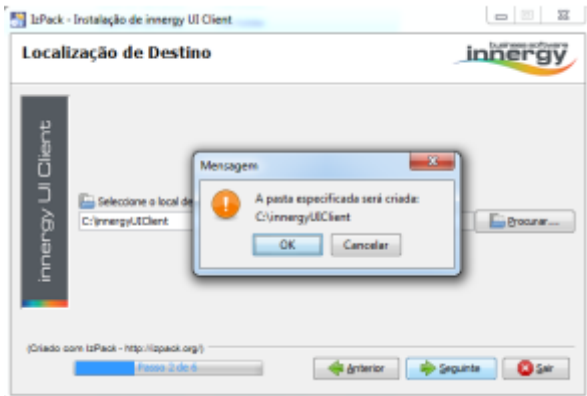 IzPack - Instalação de innergy UI Client
Localização de Destino
business software
innergy
innergy UI Client
Mensagem
A pasta especificada será criada:
C:\innergyUIClient
OK
Cancelar
Seleccione o local de
C:\innergyUIClient
Procurar...
(Criado com IzPack - http://izpack.org/)
Passo 2 de 6
Anterior
Seguinte
Sair